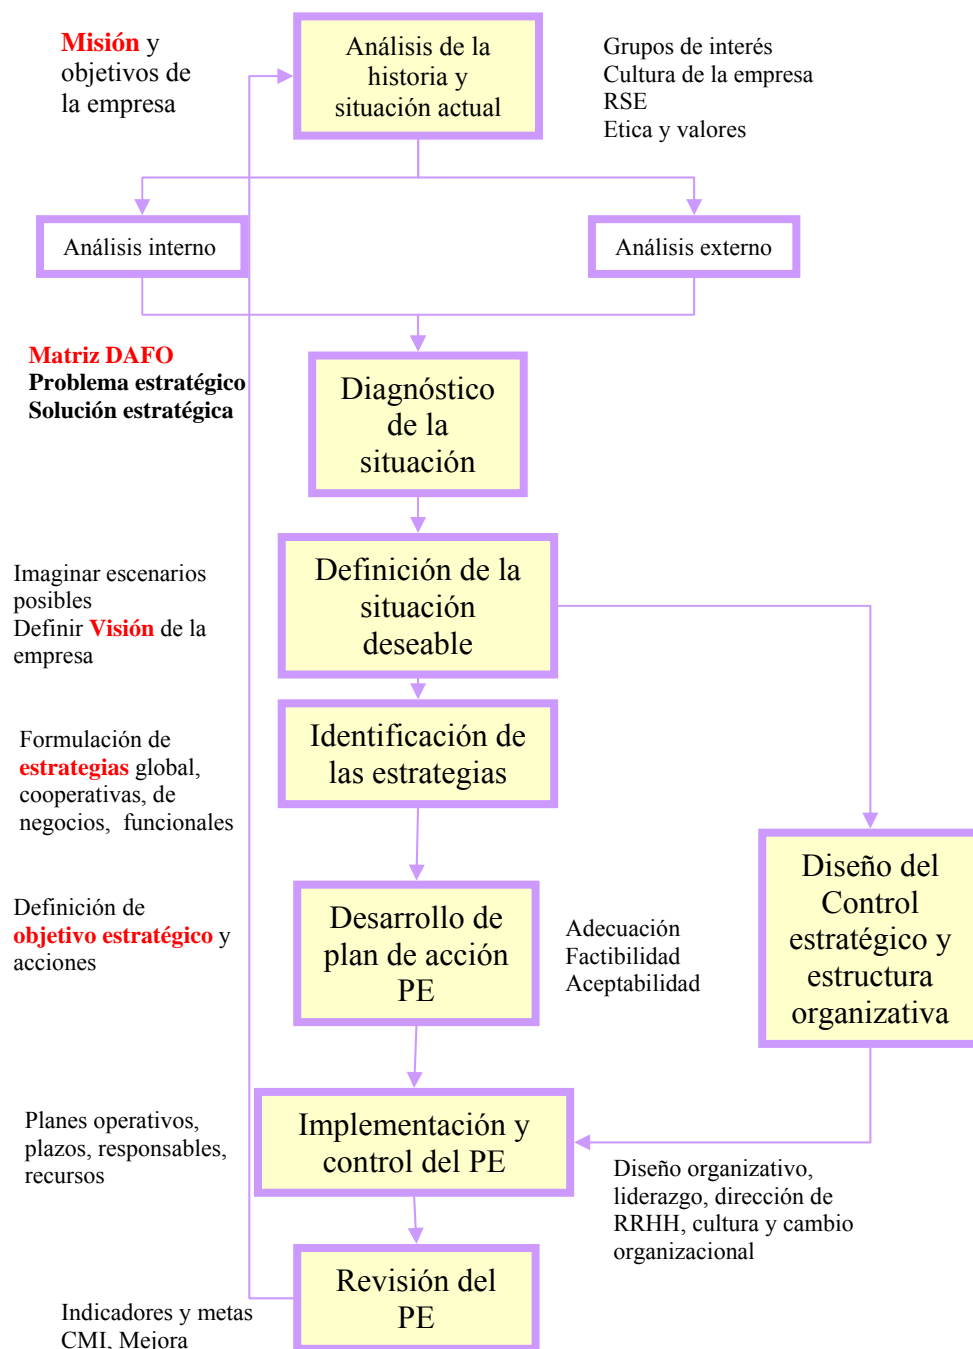 Misión y
objetivos de
la empresa
Análisis de la
historia y
situación actual
Grupos de interés
Cultura de la empresa
RSE
Etica y valores
Análisis interno
Análisis externo
Matriz DAFO
Problema estratégico
Solución estratégica
Diagnóstico
de la
situación
Imaginar escenarios
posibles
Definir Visión de la
empresa
Definición de la
situación
deseable
Formulación de
estrategias global,
cooperativas, de
negocios, funcionales
Identificación de
las estrategias
Definición de
objetivo estratégico y
acciones
Desarrollo de
plan de acción
PE
Adecuación
Factibilidad
Aceptabilidad
Diseño del
Control
estratégico y
estructura
organizativa
Planes operativos,
plazos, responsables,
recursos
Implementación y
control del PE
Diseño organizativo,
liderazgo, dirección de
RRHH, cultura y cambio
organizacional
Revisión del
PE
Indicadores y metas
CMI, Mejora